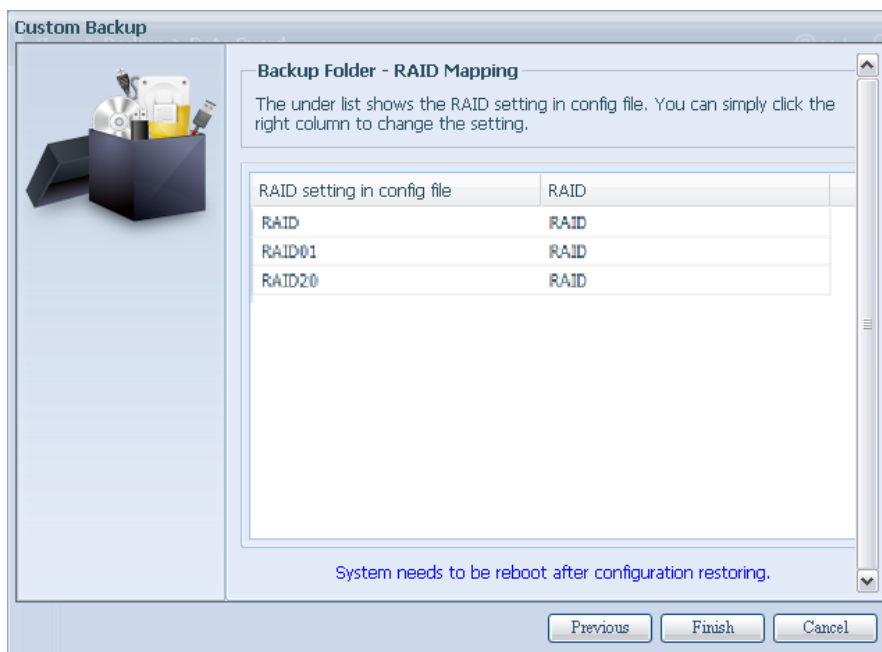 Custom Backup
Backup Folder - RAID Mapping
The under list shows the RAID setting in config file. You can simply click the
right column to change the setting.
RAID setting in config file RAID
RAID RAID
RAID01 RAID
RAID20 RAID
System needs to be reboot after configuration restoring.
Previous Finish Cancel